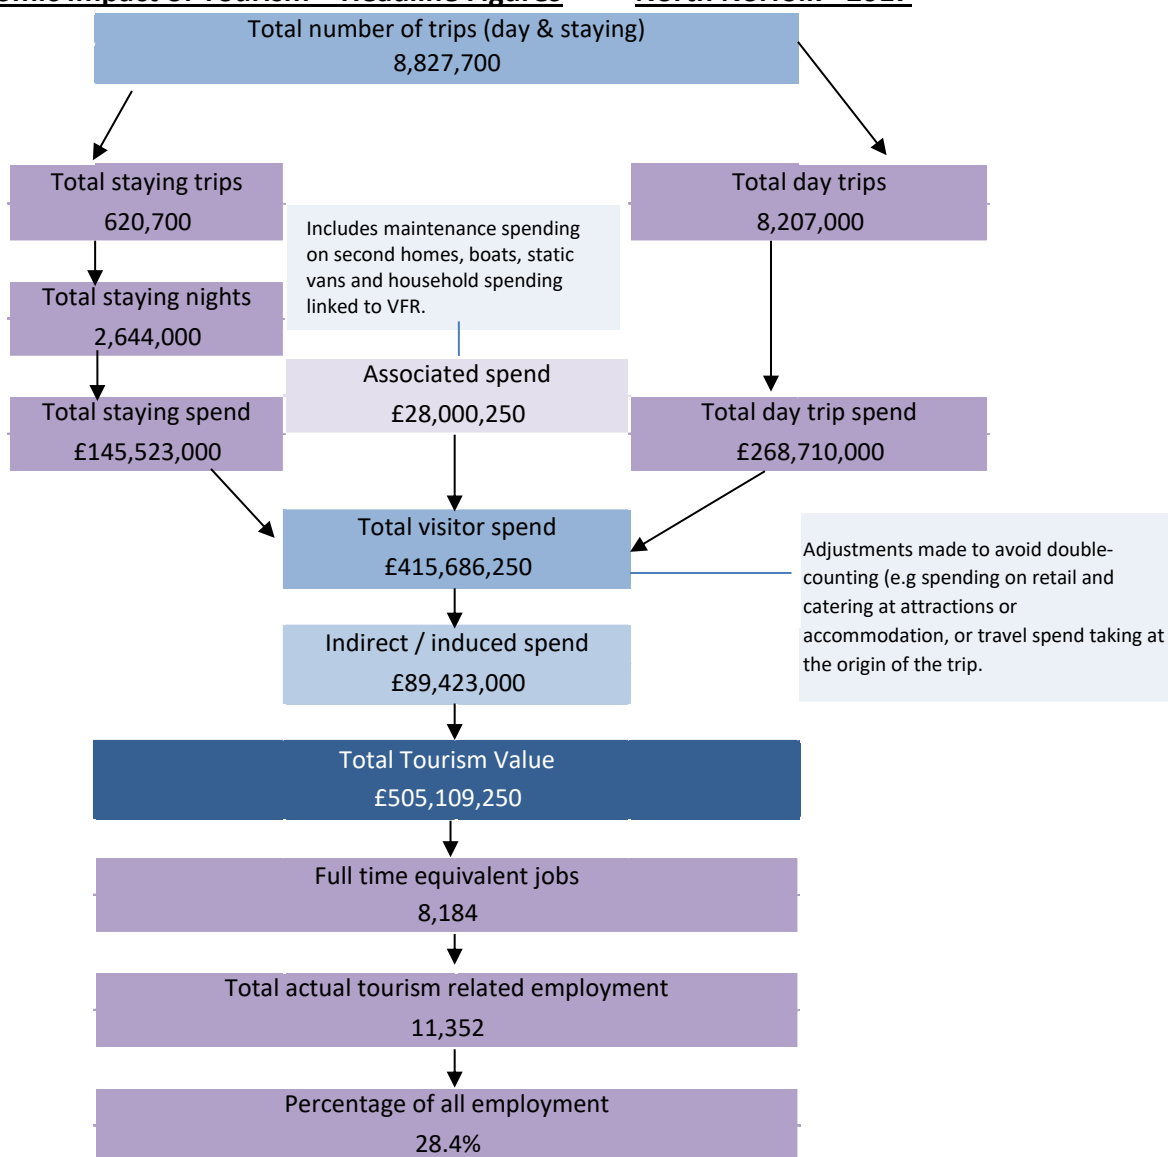 Impact of Tourism – Headline Figures
Total number of trips (day & staying)
8,827,700
Total staying trips
620,700
Total day trips
8,207,000
Includes maintenance spending
on second homes, boats, static
vans and household spending
linked to VFR.
Total staying nights
2,644,000
Associated spend
£28,000,250
Total staying spend
£145,523,000
Total day trip spend
£268,710,000
Total visitor spend
£415,686,250
Adjustments made to avoid double-
counting (e.g spending on retail and
catering at attractions or
accommodation, or travel spend taking at
the origin of the trip.
Indirect / induced spend
£89,423,000
Total Tourism Value
£505,109,250
Full time equivalent jobs
8,184
Total actual tourism related employment
11,352
Percentage of all employment
28.4%